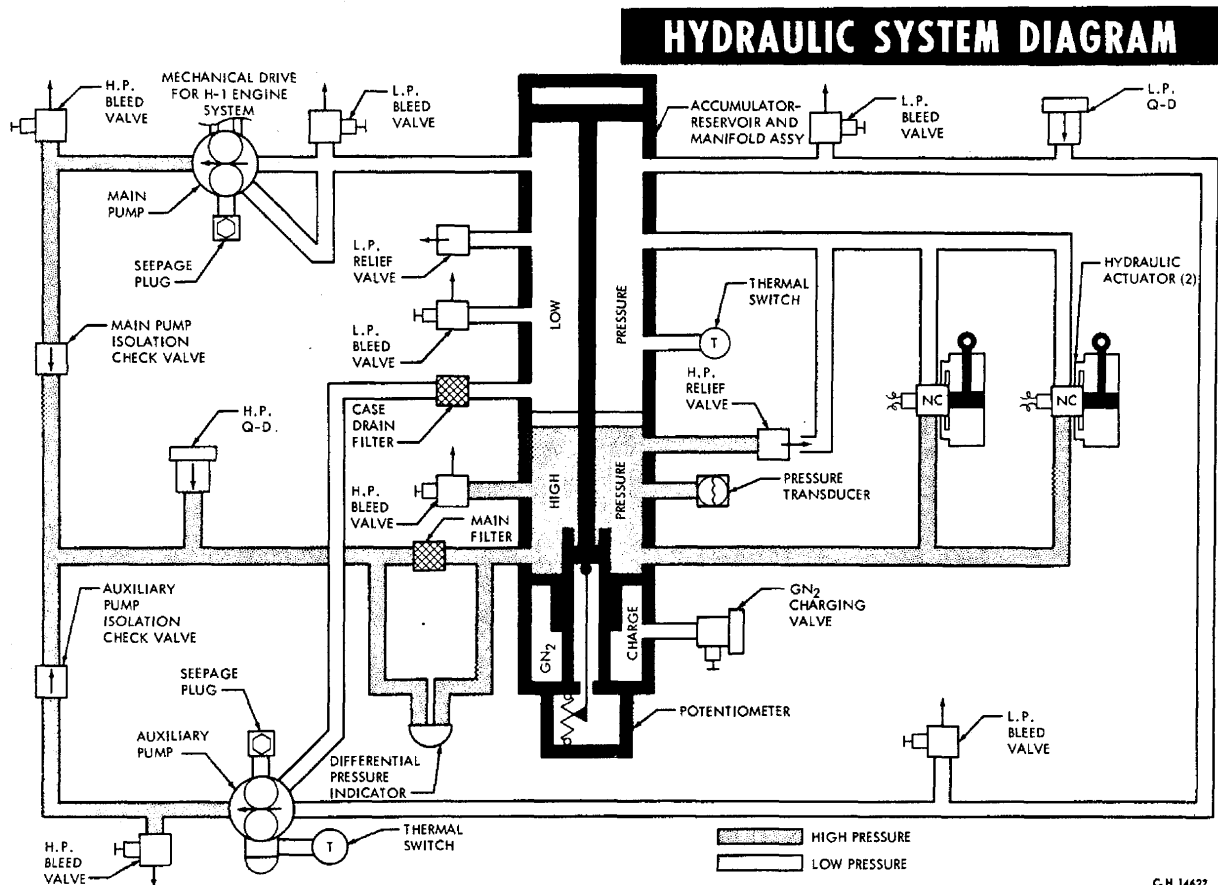 HYDRAULIC SYSTEM DIAGRAM
H.P.
BLEED
VALVE
MECHANICAL DRIVE
FOR H-1 ENGINE
SYSTEM
L.P.
BLEED
VALVE
ACCUMULATOR-
RESERVOIR AND
MANIFOLD ASSY
L.P.
BLEED
VALVE
L.P.
Q-D
MAIN
PUMP
SEEPAGE
PLUG
L.P.
RELIEF
VALVE
HYDRAULIC
ACTUATOR (2)
THERMAL
SWITCH
LOW
PRESSURE
T
MAIN PUMP
ISOLATION
CHECK VALVE
L.P.
BLEED
VALVE
H.P.
RELIEF
VALVE
NC
NC
H.P.
Q-D.
CASE
DRAIN
FILTER
HIGH
PRESSURE
PRESSURE
TRANSDUCER
H.P.
BLEED
VALVE
MAIN
FILTER
AUXILIARY
PUMP
ISOLATION
CHECK VALVE
GN2
CHARGING
VALVE
GN2
CHARGE
SEEPAGE
PLUG
POTENTIOMETER
AUXILIARY
PUMP
DIFFERENTIAL
PRESSURE
INDICATOR
L.P.
BLEED
VALVE
H.P.
BLEED
VALVE
T
THERMAL
SWITCH
HIGH PRESSURE
LOW PRESSURE